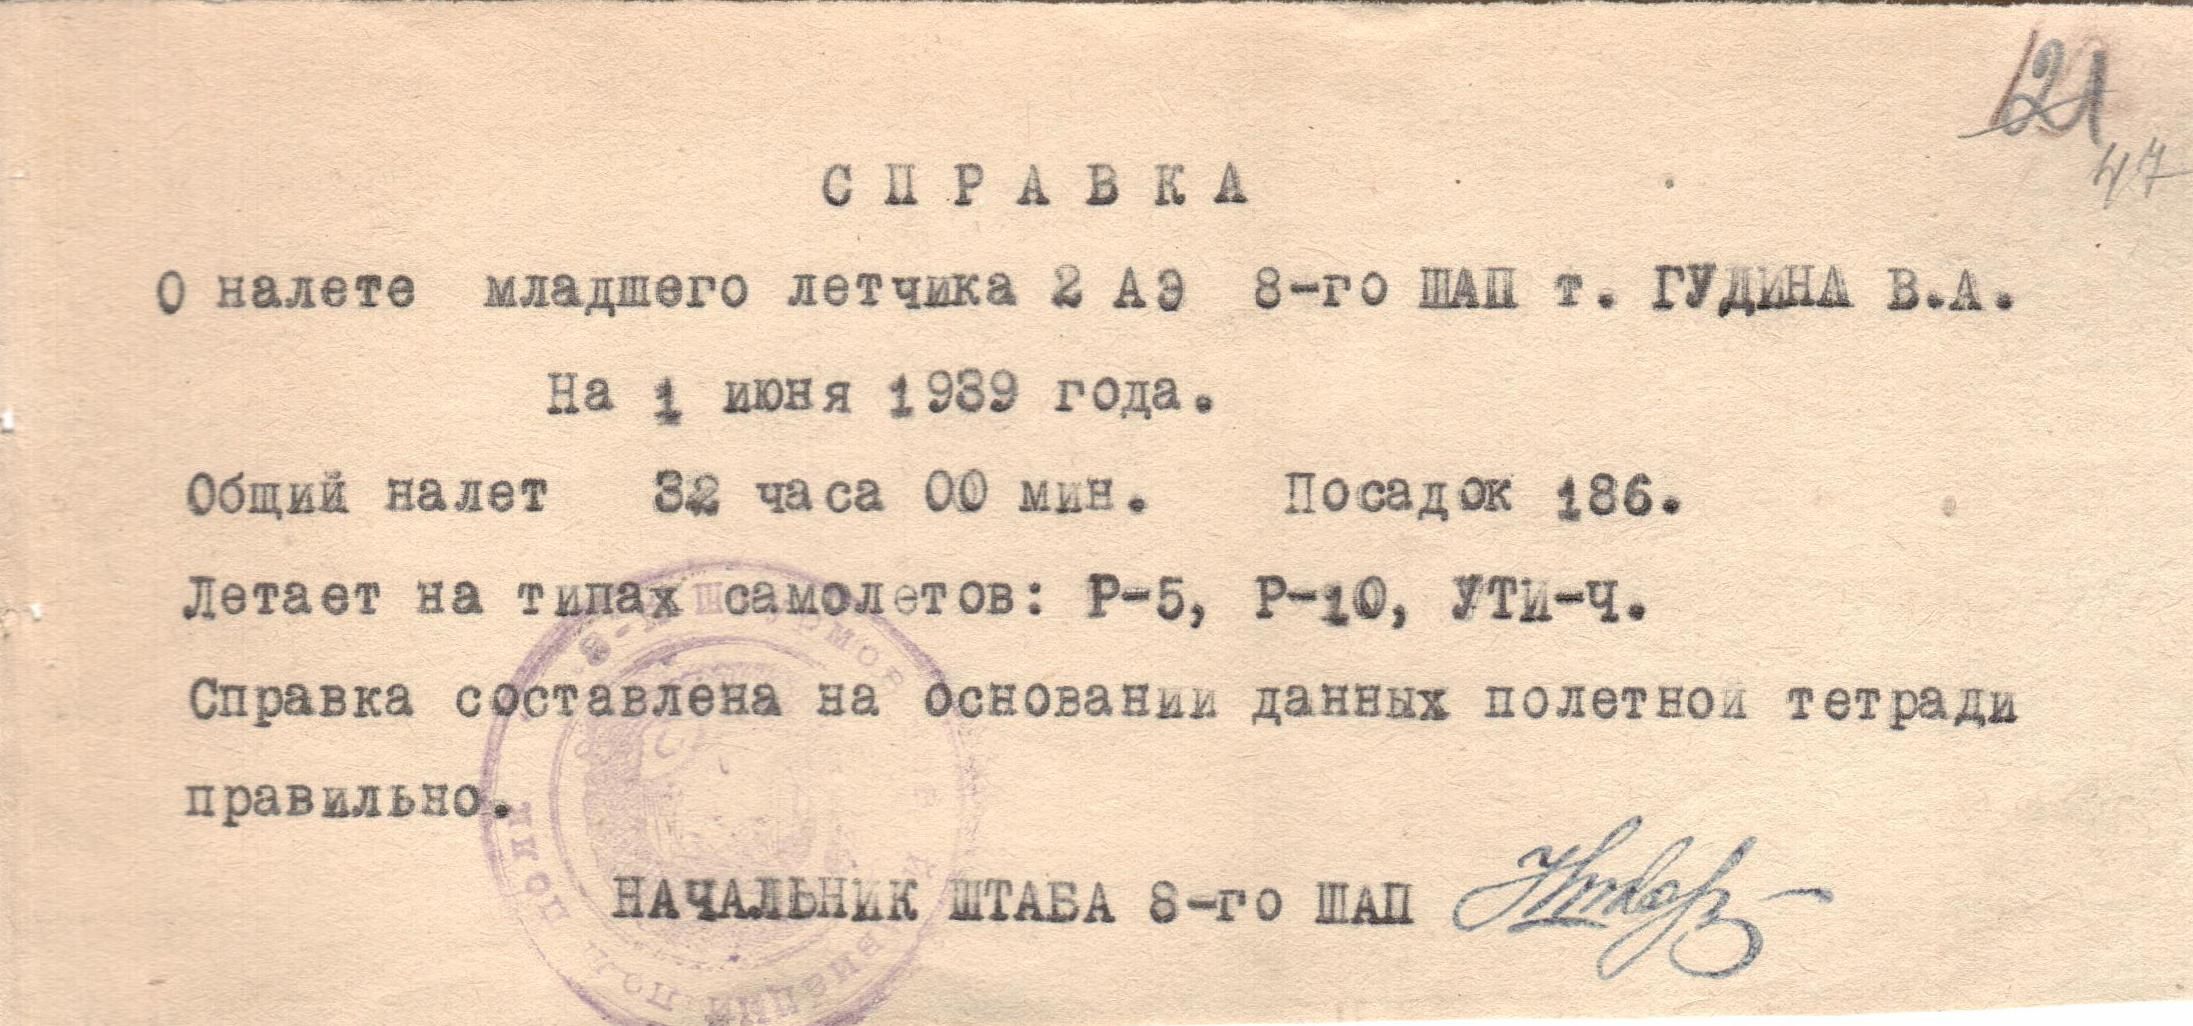 21
47
СПРАВКА
О налете младшего летчика 2 АЭ 8-го ШАП т. ГУДИНА В.А.
На 1 июня 1939 года.
Общий налет 32 часа 00 мин. Посадок 186.
Летает на типах самолетов: Р-5, Р-10, УТИ-Ч.
Справка составлена на основании данных полетной тетради
правильно.
НАЧАЛЬНИК ШТАБА 8-го ШАП